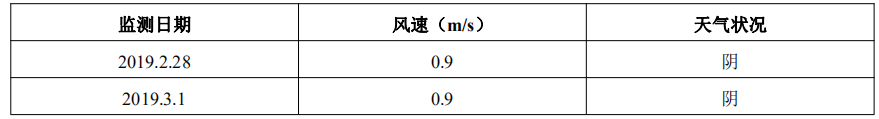 监测日期 风速（m/s） 天气状况
2019.2.28 0.9 阴
2019.3.1 0.9 阴